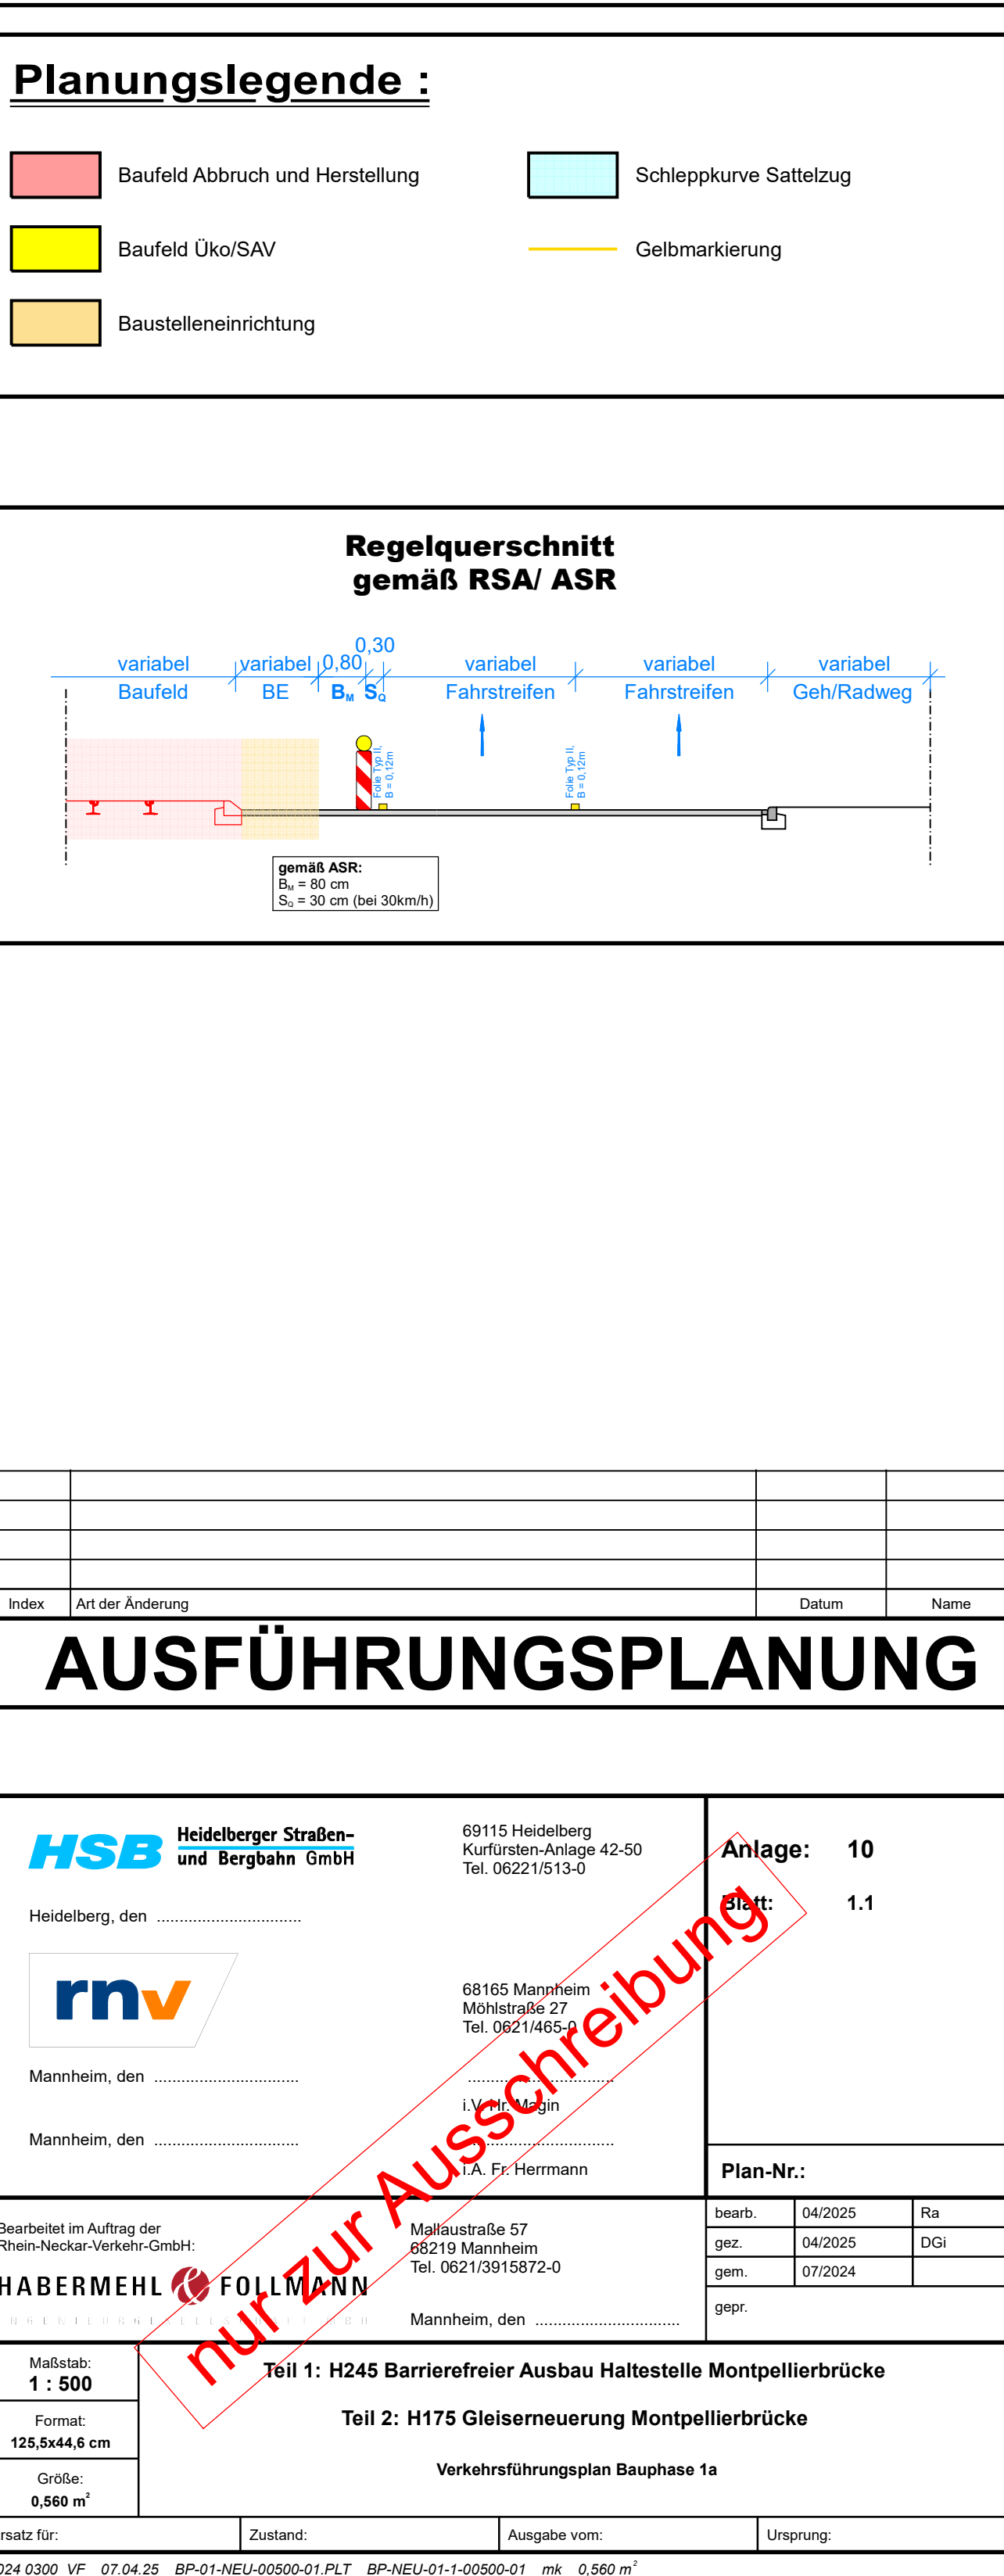 Planungslegende :
Baufeld Abbruch und Herstellung
Schleppkurve Sattelzug
Baufeld Üko/SAV
Gelbmarkierung
Baustelleneinrichtung
Regelquerschnitt
gemäß RSA/ ASR
0,30
variabel variabel 0,80 variabel variabel variabel
Baufeld BE BM SQ Fahrstreifen Fahrstreifen Geh/Radweg
Folie Typ II,
B = 0,12m
Folie Typ II,
B = 0,12m
gemäß ASR:
BM = 80 cm
SQ = 30 cm (bei 30km/h)
Index Art der Änderung Datum Name
AUSFÜHRUNGSPLANUNG
HSB Heidelberger Straßen-
und Bergbahn GmbH
69115 Heidelberg
Kurfürsten-Anlage 42-50
Tel. 06221/513-0
Anlage: 10
Blatt: 1.1
Heidelberg, den ................................
rnv
68165 Mannheim
Möhlstraße 27
Tel. 0621/465-0
Mannheim, den ................................
................................
i.V. Hr. Magin
Mannheim, den ................................
................................
i.A. Fr. Herrmann
Plan-Nr.:
nur zur Ausschreibung
Bearbeitet im Auftrag der
Rhein-Neckar-Verkehr-GmbH:
HABERMEHL & FOLLMANN
Mallaustraße 57
68219 Mannheim
Tel. 0621/3915872-0
Mannheim, den ................................
bearb. 04/2025 Ra
gez. 04/2025 DGi
gem. 07/2024
gepr.
Maßstab:
1 : 500
Format:
125,5x44,6 cm
Größe:
0,560 m²
Teil 1: H245 Barrierefreier Ausbau Haltestelle Montpellierbrücke
Teil 2: H175 Gleiserneuerung Montpellierbrücke
Verkehrsführungsplan Bauphase 1a
rsatz für: Zustand: Ausgabe vom: Ursprung:
024 0300 VF 07.04.25 BP-01-NEU-00500-01.PLT BP-NEU-01-1-00500-01 mk 0,560 m²